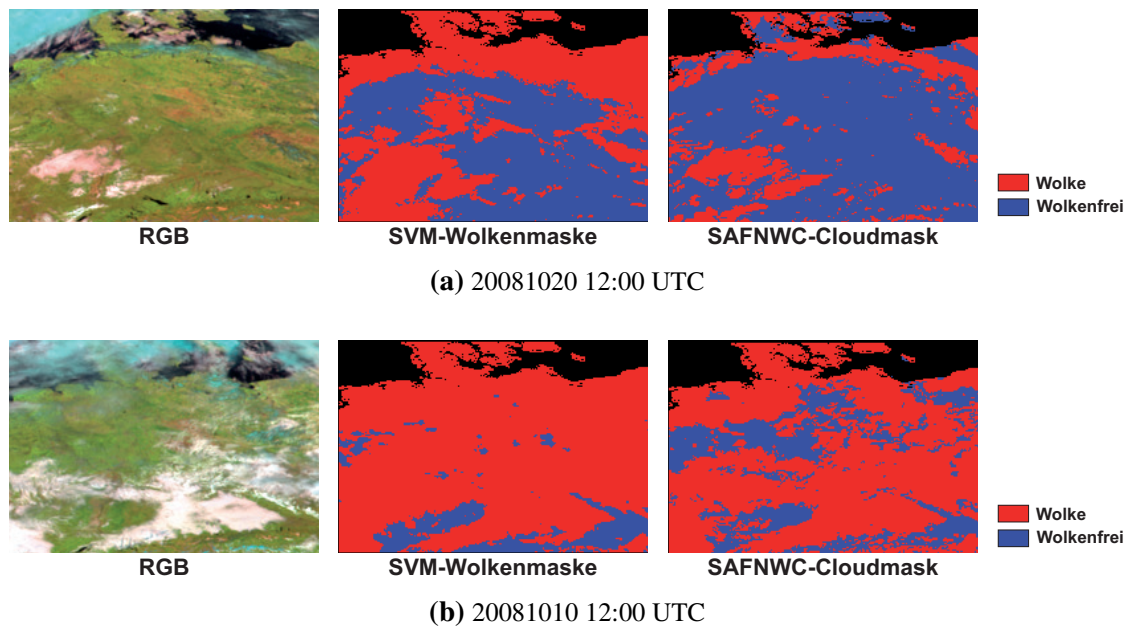 Wolke
Wolkenfrei
RGB SVM-Wolkenmaske SAFNWC-Cloudmask
(a) 20081020 12:00 UTC
Wolke
Wolkenfrei
RGB SVM-Wolkenmaske SAFNWC-Cloudmask
(b) 20081010 12:00 UTC